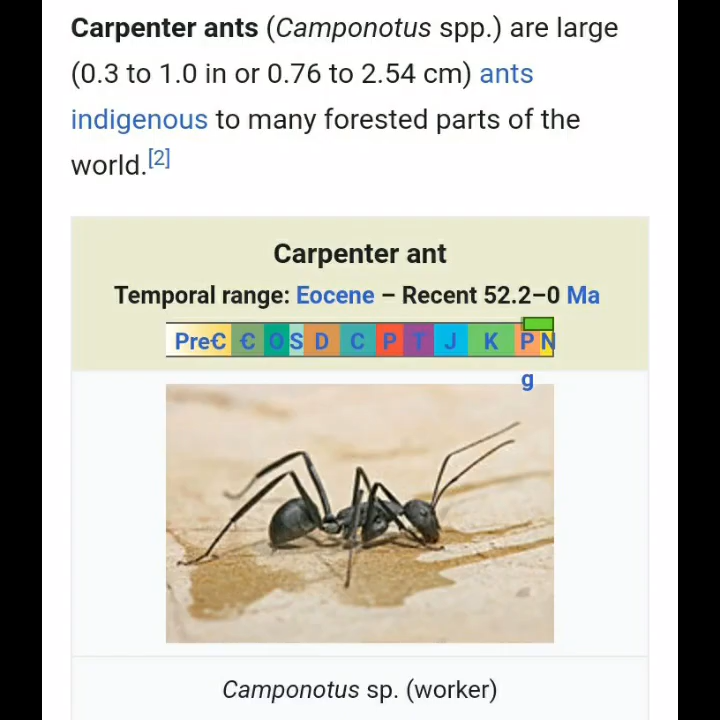 Carpenter ants (Camponotus spp.) are large
(0.3 to 1.0 in or 0.76 to 2.54 cm) ants
indigenous to many forested parts of the
world.[2]
Carpenter ant
Temporal range: Eocene – Recent 52.2–0 Ma
PreꞒ Ꞓ O S D C P T J K Pg N
Camponotus sp. (worker)